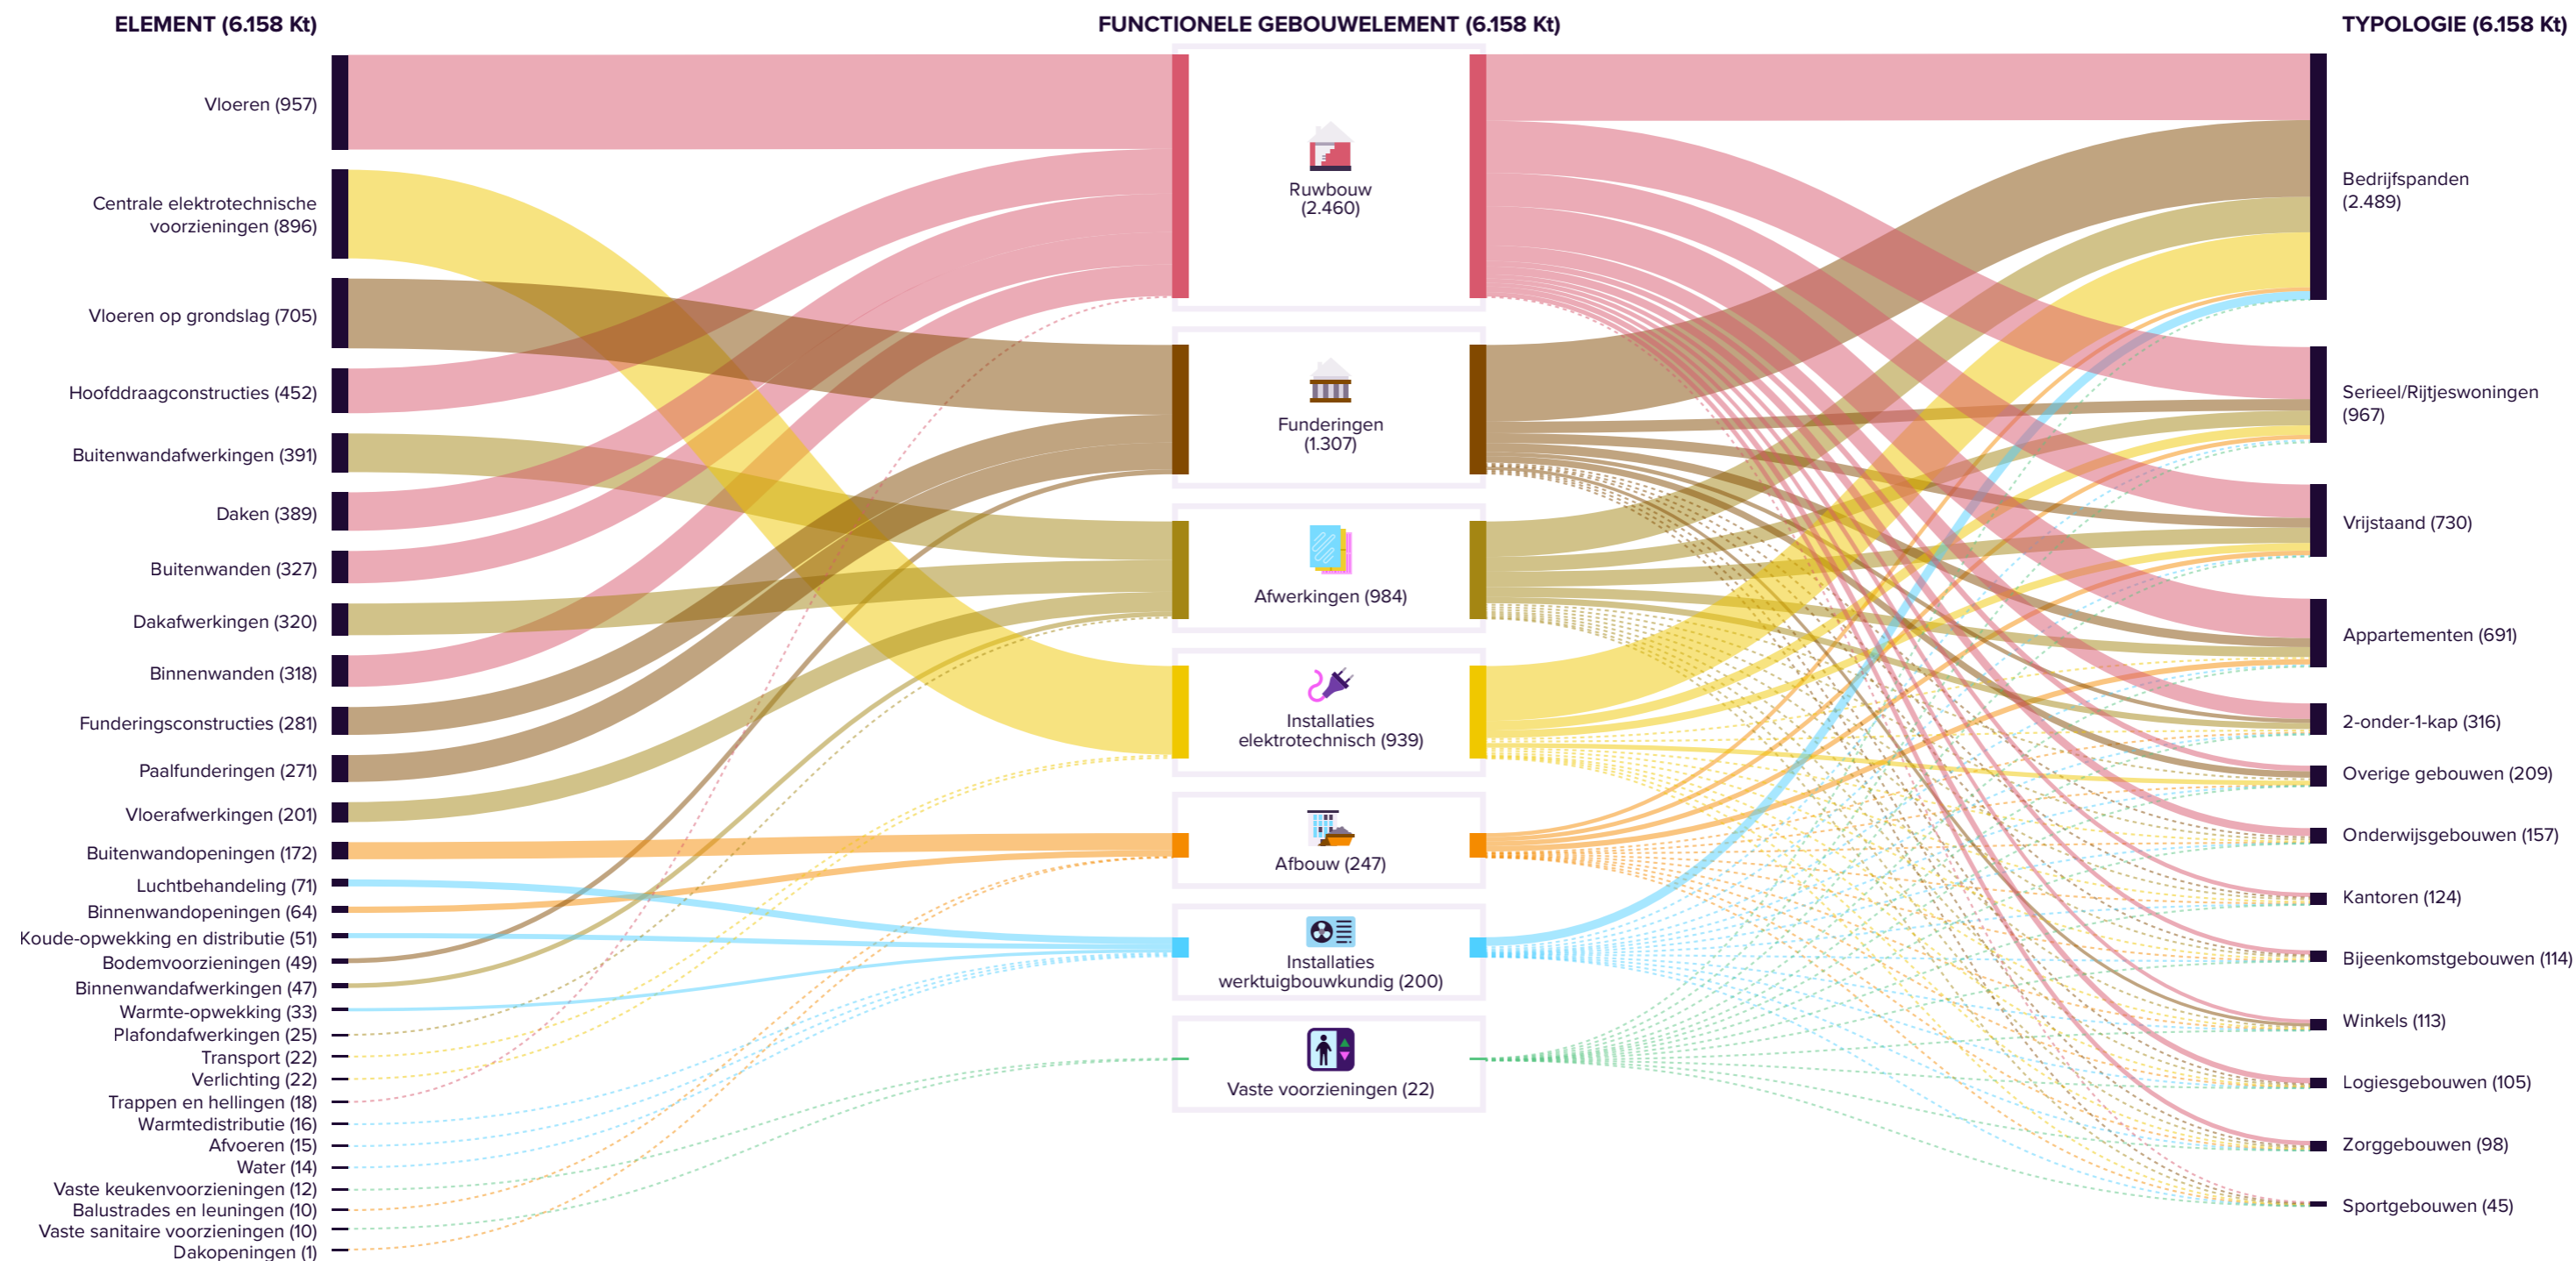 ELEMENT (6.158 Kt)
Vloeren (957)
Centrale elektrotechnische
voorzieningen (896)
Vloeren op grondslag (705)
Hoofddraagconstructies (452)
Buitenwandafwerkingen (391)
Daken (389)
Buitenwanden (327)
Dakafwerkingen (320)
Binnenwanden (318)
Funderingsconstructies (281)
Paalfunderingen (271)
Vloerafwerkingen (201)
Buitenwandopeningen (172)
Luchtbehandeling (71)
Binnenwandopeningen (64)
Koude-opwekking en distributie (51)
Bodemvoorzieningen (49)
Binnenwandafwerkingen (47)
Warmte-opwekking (33)
Plafondafwerkingen (25)
Transport (22)
Verlichting (22)
Trappen en hellingen (18)
Warmtedistributie (16)
Afvoeren (15)
Water (14)
Vaste keukenvoorzieningen (12)
Balustrades en leuningen (10)
Vaste sanitaire voorzieningen (10)
Dakopeningen (1)
FUNCTIONELE GEBOUWELEMENT (6.158 Kt)
Ruwbouw
(2.460)
Funderingen
(1.307)
Afwerkingen (984)
Installaties
elektrotechnisch (939)
Afbouw (247)
Installaties
werktuigbouwkundig (200)
Vaste voorzieningen (22)
TYPOLOGIE (6.158 Kt)
Bedrijfspanden
(2.489)
Serieel/Rijtjeswoningen
(967)
Vrijstaand (730)
Appartementen (691)
2-onder-1-kap (316)
Overige gebouwen (209)
Onderwijsgebouwen (157)
Kantoren (124)
Bijeenkomstgebouwen (114)
Winkels (113)
Logiesgebouwen (105)
Zorggebouwen (98)
Sportgebouwen (45)